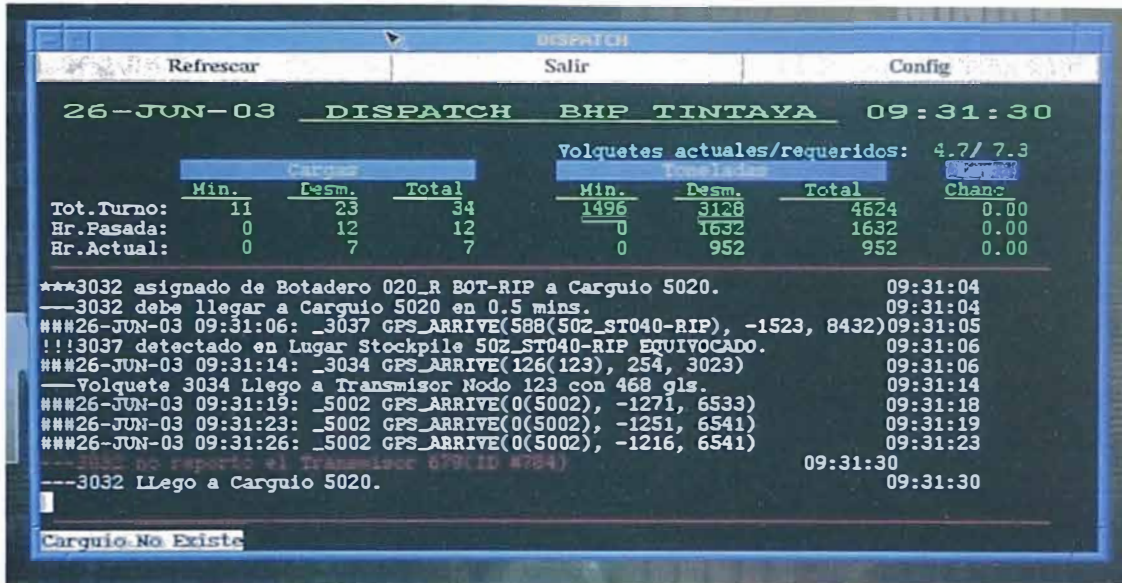 DISPATCH
Refrescar Salir Config
26-JUN-03 DISPATCH BHP TINTAYA 09:31:30
Volquetes actuales/requeridos: 4.7/ 7.3
Cargas Toneladas
Min. Desm. Total Min. Desm. Total Chanc
Tot.Turno: 11 23 34 1496 3128 4624 0.00
Hr.Pasada: 0 12 12 0 1632 1632 0.00
Hr.Actual: 0 7 7 0 952 952 0.00
***3032 asignado de Botadero 020_R BOT-RIP a Carguio 5020. 09:31:04
---3032 debe llegar a Carguio 5020 en 0.5 mins. 09:31:04
###26-JUN-03 09:31:06: _3037 GPS_ARRIVE(588(50Z_ST040-RIP), -1523, 8432)09:31:05
!!!3037 detectado en Lugar Stockpile 50Z_ST040-RIP EQUIVOCADO. 09:31:06
###26-JUN-03 09:31:14: _3034 GPS_ARRIVE(126(123), 254, 3023) 09:31:06
---Volquete 3034 Llego a Transmisor Nodo 123 con 468 gls. 09:31:14
###26-JUN-03 09:31:19: _5002 GPS_ARRIVE(0(5002), -1271, 6533) 09:31:18
###26-JUN-03 09:31:23: _5002 GPS_ARRIVE(0(5002), -1251, 6541) 09:31:19
###26-JUN-03 09:31:26: _5002 GPS_ARRIVE(0(5002), -1216, 6541) 09:31:23
---3032 no reporto el Transmisor 09:31:30
---3032 LLego a Carguio 5020. 09:31:30
Carguio No Existe